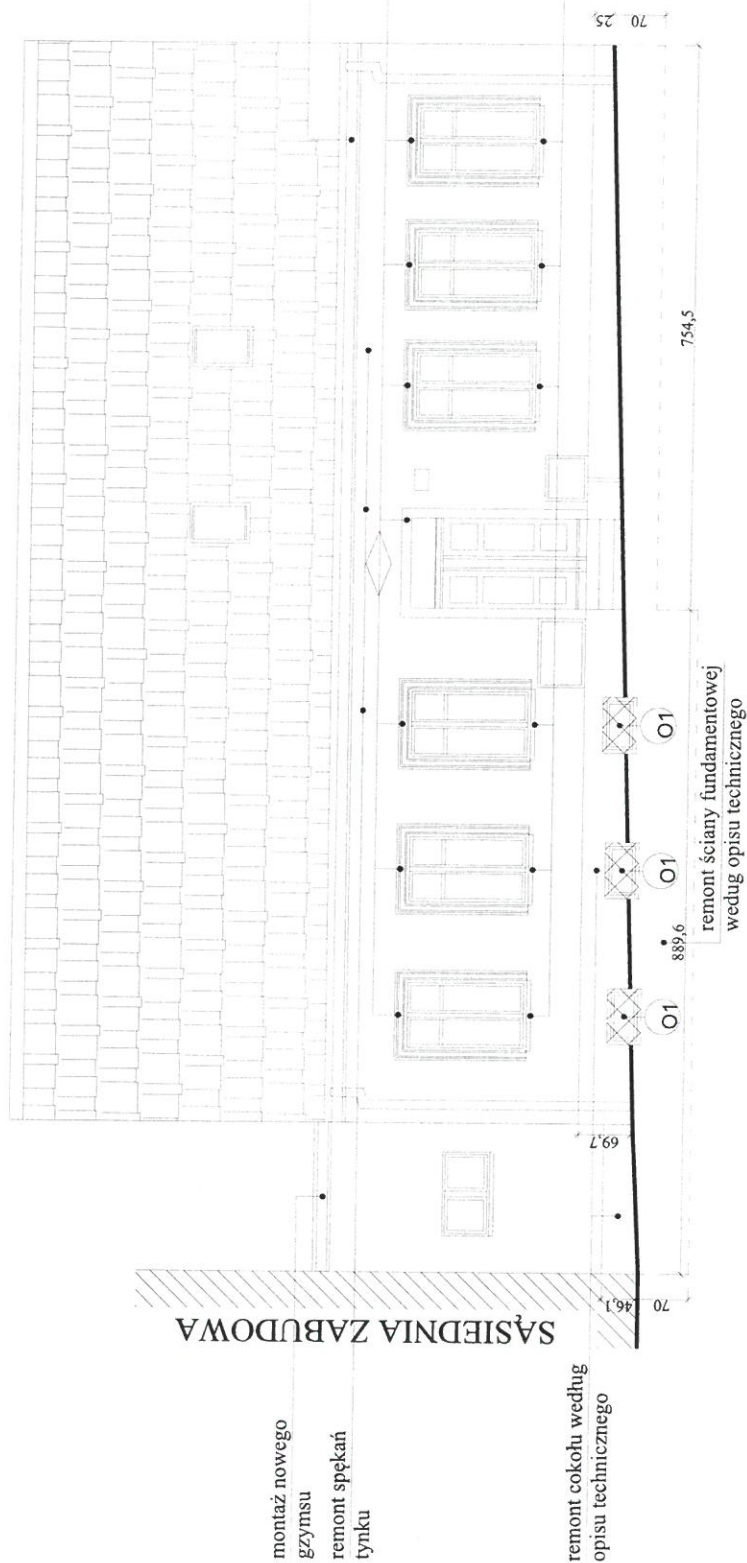 montaż nowego
gzymsu
remont spękań
tynku
remont cokołu według
opisu technicznego
SĄSIEDNIA ZABUDOWA
46,1
70
69,7
O1
O1
O1
889,6
remont ściany fundamentowej
wedug opisu technicznego
754,5
25
70